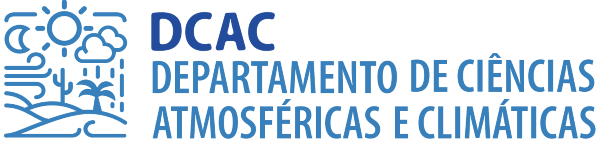 DCAC
DEPARTAMENTO DE CIÊNCIAS
ATMOSFÉRICAS E CLIMÁTICAS